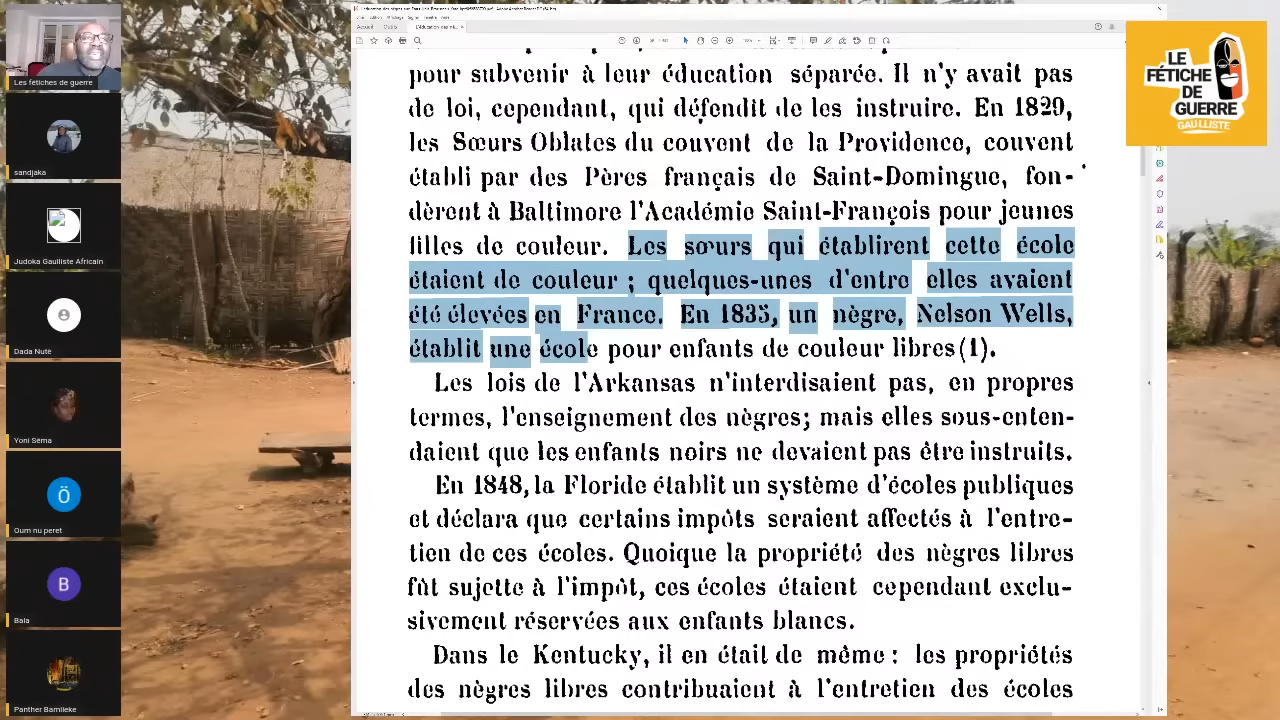 Les fétiches de guerre
sandjaka
Judoka Gaulliste Africain
Dada Nuté
Yoni Séma
Ö
Oum nu peret
B
Bala
Panther Bamileke
Accueil Outils
pour subvenir à leur éducation séparée. Il n'y avait pas
de loi, cependant, qui défendit de les instruire. En 1829,
les Sœurs Oblates du couvent de la Providence, couvent
établi par des Pères français de Saint-Domingue, fon-
dèrent à Baltimore l'Académie Saint-François pour jeunes
filles de couleur. Les sœurs qui établirent cette école
étaient de couleur ; quelques-unes d'entre elles avaient
été élevées en France. En 1835, un nègre, Nelson Wells,
établit une école pour enfants de couleur libres (1).
Les lois de l'Arkansas n'interdisaient pas, en propres
termes, l'enseignement des nègres; mais elles sous-enten-
daient que les enfants noirs ne devaient pas être instruits.
En 1848, la Floride établit un système d'écoles publiques
et déclara que certains impôts seraient affectés à l'entre-
tien de ces écoles. Quoique la propriété des nègres libres
fût sujette à l'impôt, ces écoles étaient cependant exclu-
sivement réservées aux enfants blancs.
Dans le Kentucky, il en était de même : les propriétés
des nègres libres contribuaient à l'entretien des écoles
LE
FÉTICHE
DE
GUERRE
GAULLISTE